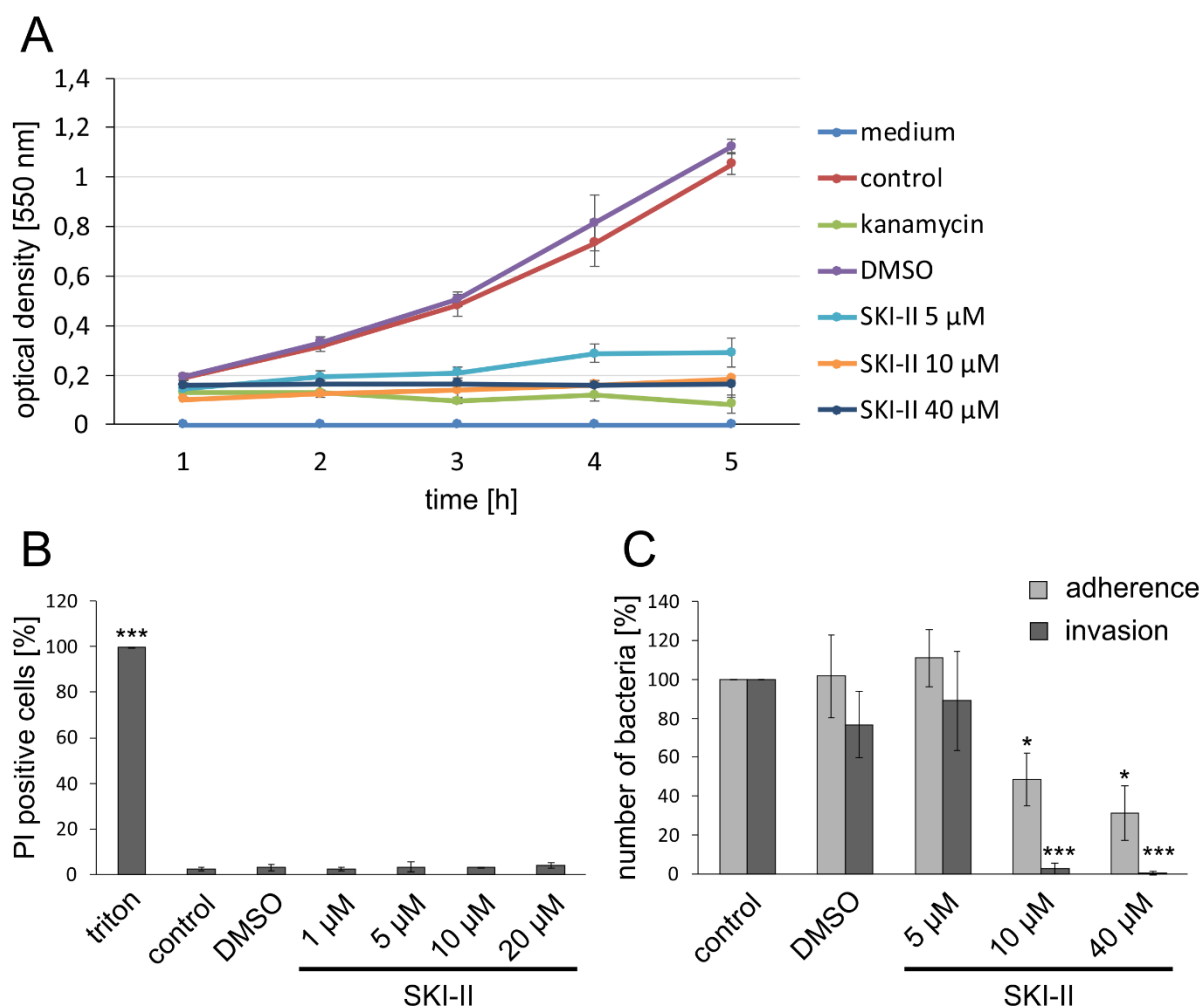 A
optical density [550 nm]
1,4
1,2
1
0,8
0,6
0,4
0,2
0
1 2 3 4 5
time [h]
medium
control
kanamycin
DMSO
SKI-II 5 µM
SKI-II 10 µM
SKI-II 40 µM
B
PI positive cells [%]
120
100
80
60
40
20
0
***
triton
control
DMSO
1 µM
5 µM
10 µM
20 µM
SKI-II
C
adherence
invasion
number of bacteria [%]
140
120
100
80
60
40
20
0
*
***
*
***
control
DMSO
5 µM
10 µM
40 µM
SKI-II